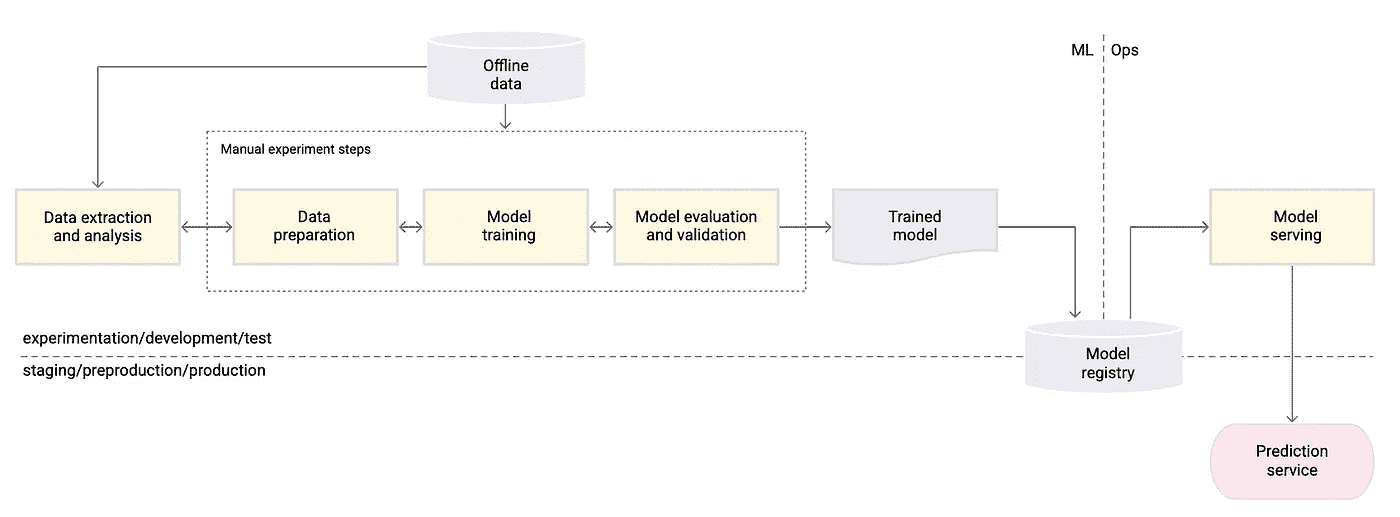 Offline
data
ML
Ops
Manual experiment steps
Data extraction
and analysis
Data
preparation
Model
training
Model evaluation
and validation
Trained
model
Model
serving
experimentation/development/test
staging/preproduction/production
Model
registry
Prediction
service